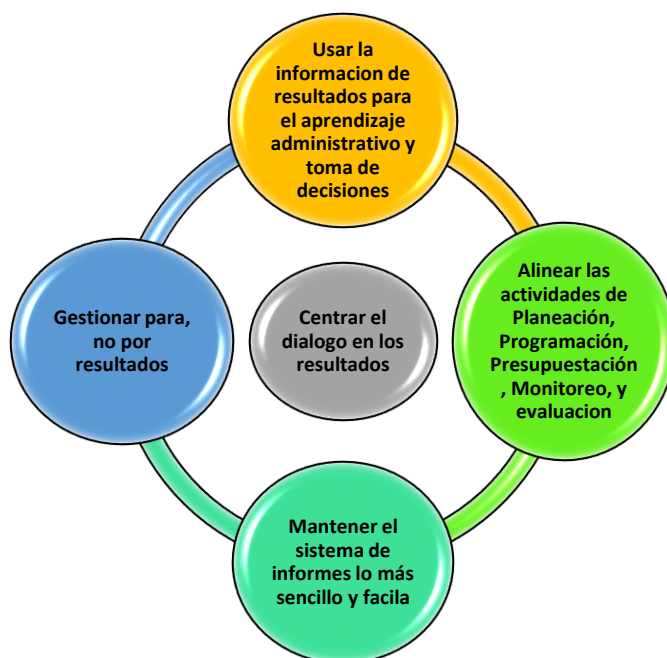 Usar la
informacion de
resultados para
el aprendizaje
administrativo y
toma de
decisiones
Alinear las
actividades de
Planeación,
Programación,
Presupuestación
, Monitoreo, y
evaluacion
Gestionar para,
no por
resultados
Centrar el
dialogo en los
resultados
Mantener el
sistema de
informes lo más
sencillo y facila